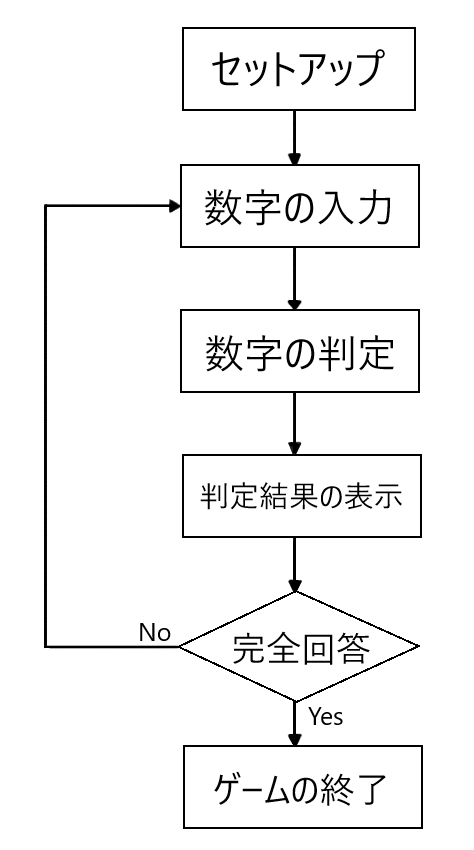 セットアップ
数字の入力
数字の判定
判定結果の表示
完全回答
No
Yes
ゲームの終了